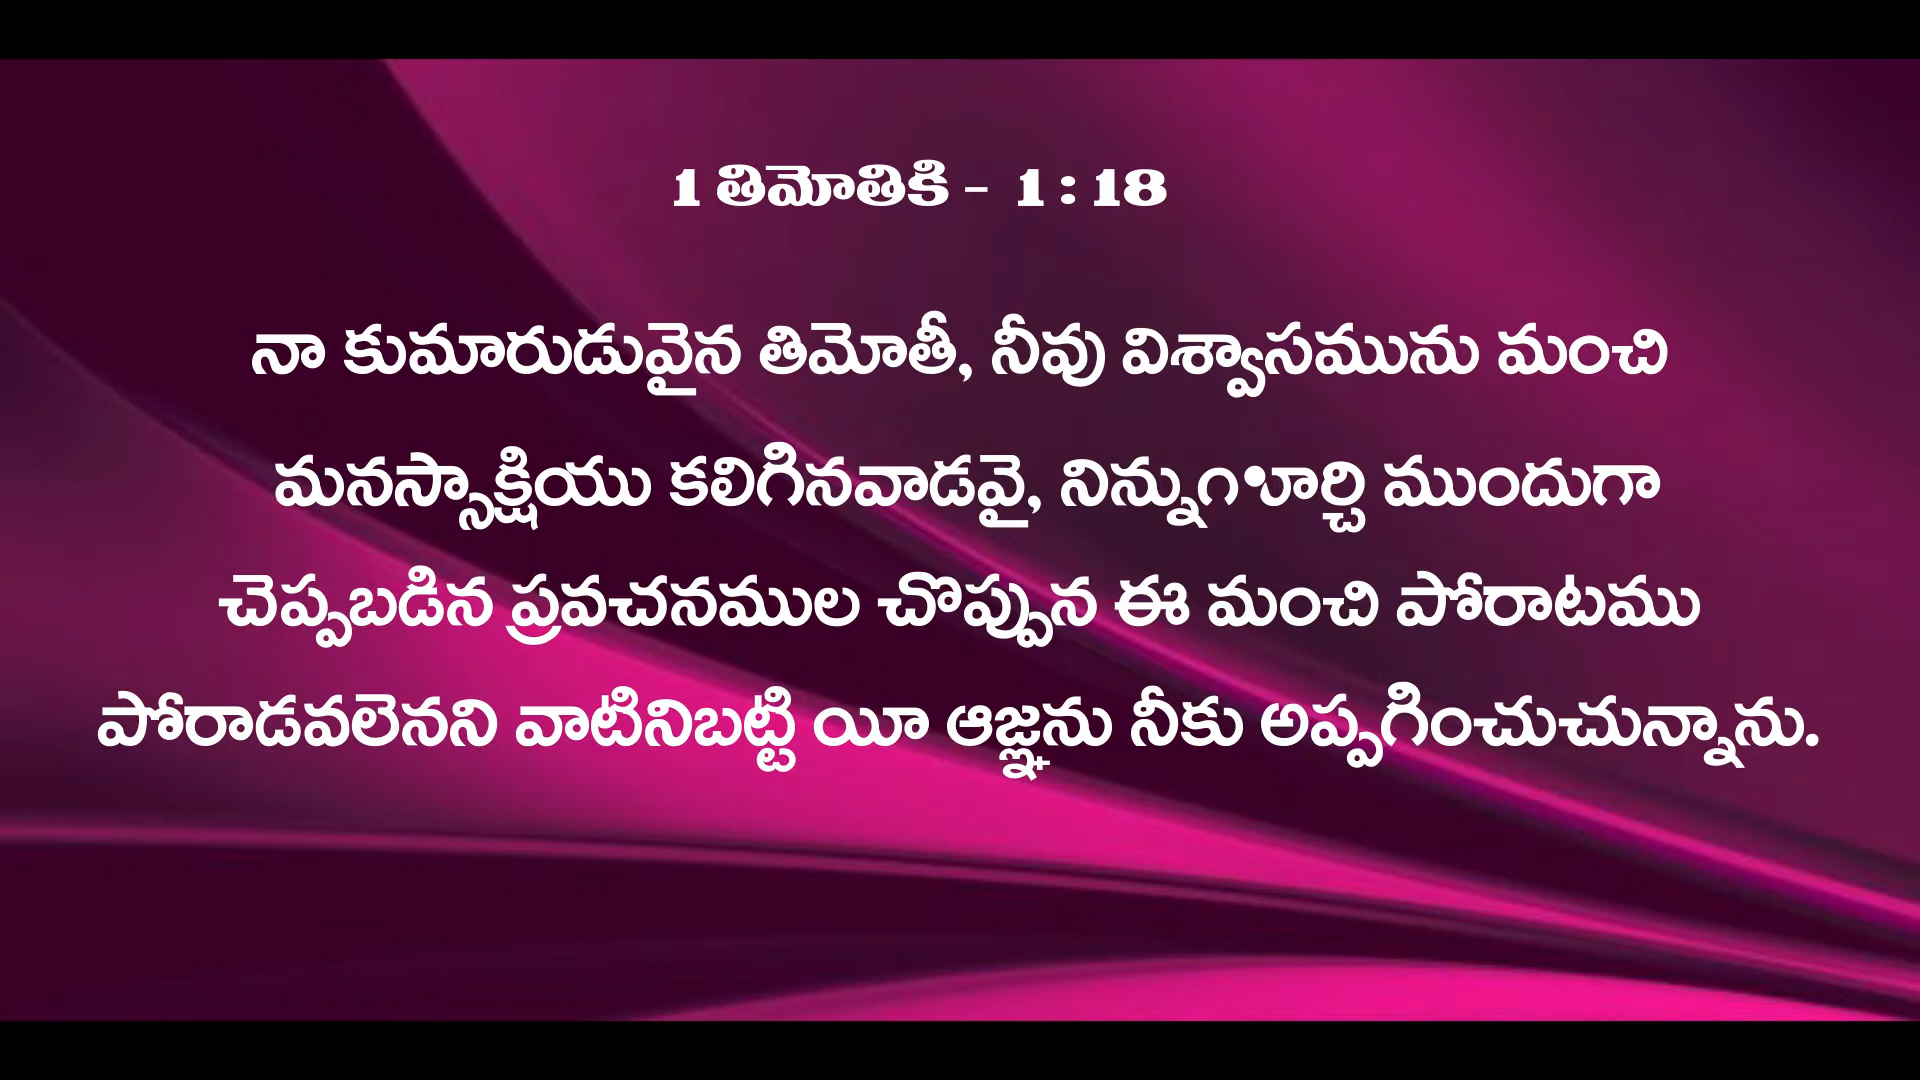 1 తిమోతికి - 1 : 18
నా కుమారుడువైన తిమోతీ, నీవు విశ్వాసమును మంచి
మనస్సాక్షియు కలిగినవాడవై, నిన్నుగూర్చి ముందుగా
చెప్పబడిన ప్రవచనముల చొప్పున ఈ మంచి పోరాటము
పోరాడవలెనని వాటినిబట్టి యీ ఆజ్ఞను నీకు అప్పగించుచున్నాను.